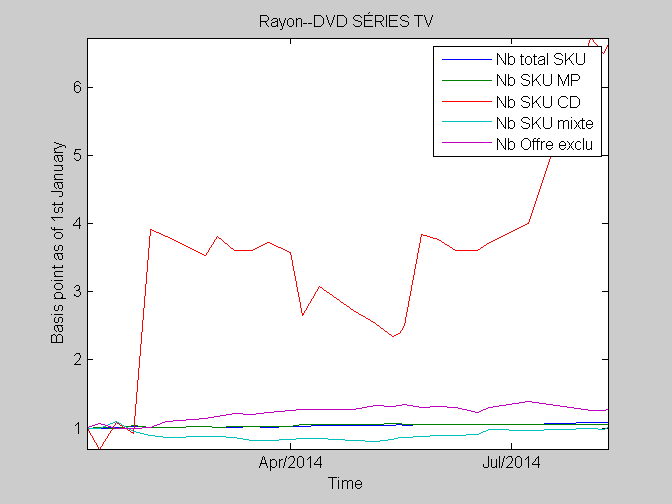 Rayon--DVD SÉRIES TV
Nb total SKU
Nb SKU MP
Nb SKU CD
Nb SKU mixte
Nb Offre exclu
Basis point as of 1st January
6
5
4
3
2
1
Apr/2014
Jul/2014
Time